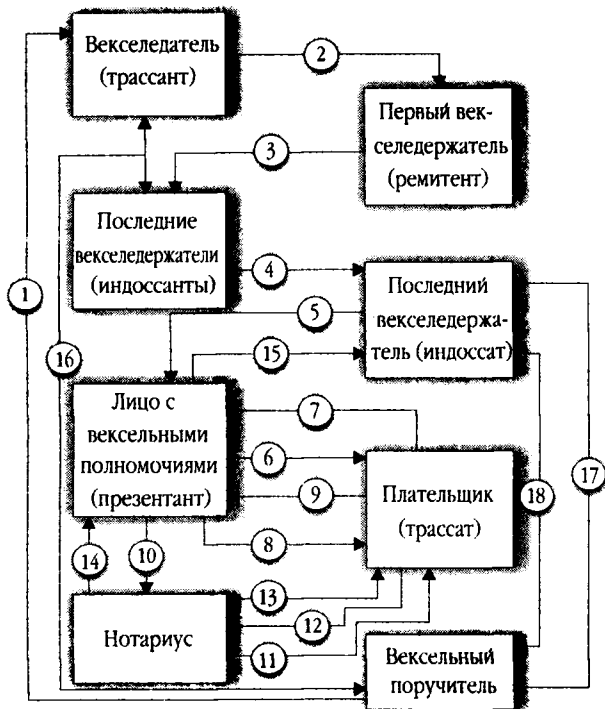 Векселедатель
(трассант)
2
Первый век-
селедержатель
(ремитент)
3
Последние
векселедержатели
(индоссанты)
4
1
5
Последний
векселедержа-
тель (индоссат)
16
15
Лицо с
вексельными
полномочиями
(презентант)
7
6
9
8
Плательщик
(трассат)
18
17
14
10
13
12
11
Нотариус
Вексельный
поручитель